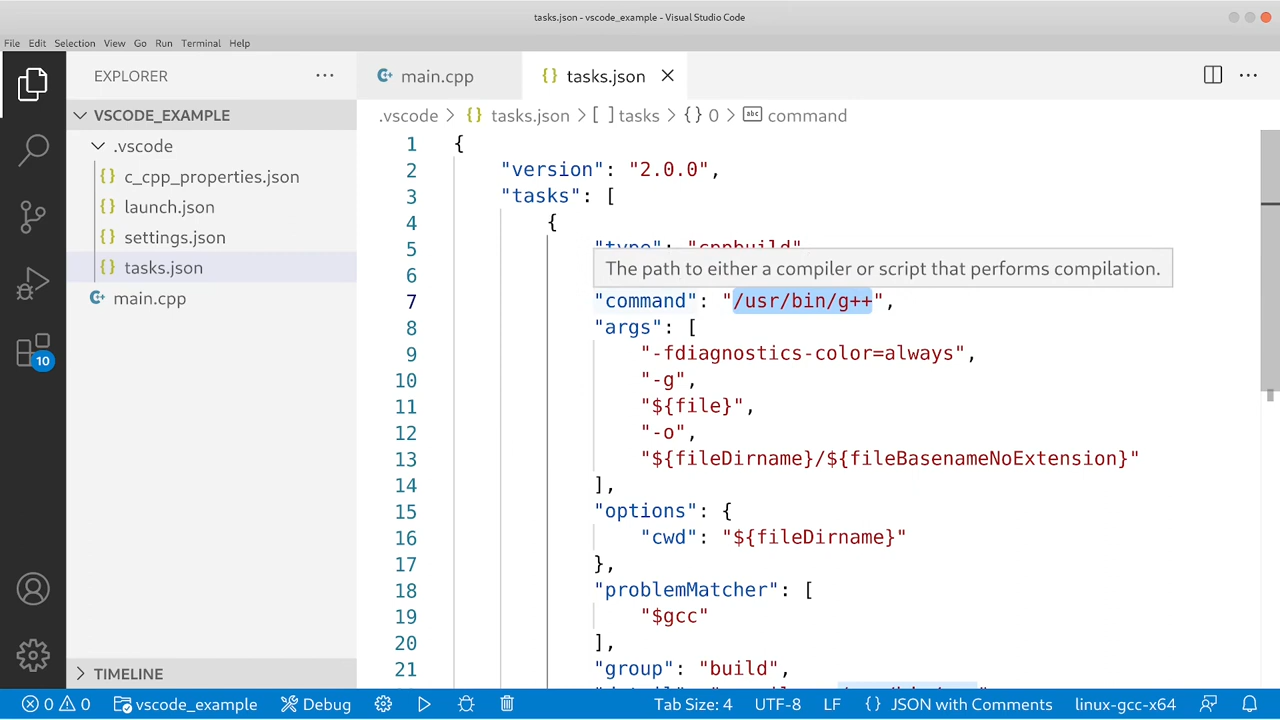 tasks.json - vscode_example - Visual Studio Code
File Edit Selection View Go Run Terminal Help
EXPLORER ···
main.cpp
tasks.json
VSCODE_EXAMPLE
.vscode > {} tasks.json > [ ] tasks > {} 0 > abc command
.vscode
{} c_cpp_properties.json
{} launch.json
{} settings.json
{} tasks.json
main.cpp
10
TIMELINE
1 {
2 "version": "2.0.0",
3 "tasks": [
4 {
5 "type": "cppbuild"
The path to either a compiler or script that performs compilation.
6
7 "command": "/usr/bin/g++",
8 "args": [
9 "-fdiagnostics-color=always",
10 "-g",
11 "${file}",
12 "-o",
13 "${fileDirname}/${fileBasenameNoExtension}"
14 ],
15 "options": {
16 "cwd": "${fileDirname}"
17 },
18 "problemMatcher": [
19 "$gcc"
20 ],
21 "group": "build",
0 0 vscode_example Debug Tab Size: 4 UTF-8 LF {} JSON with Comments linux-gcc-x64